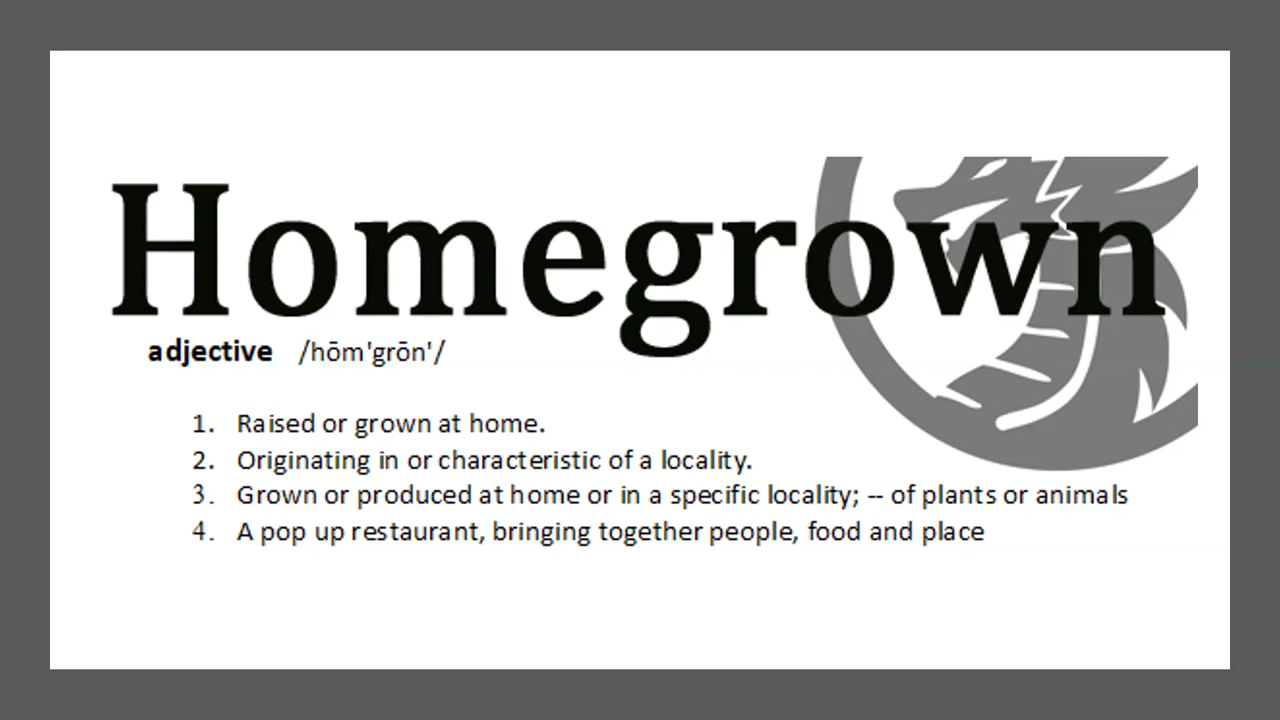 Homegrown
adjective /hōm'grōn'/
1. Raised or grown at home.
2. Originating in or characteristic of a locality.
3. Grown or produced at home or in a specific locality; -- of plants or animals
4. A pop up restaurant, bringing together people, food and place